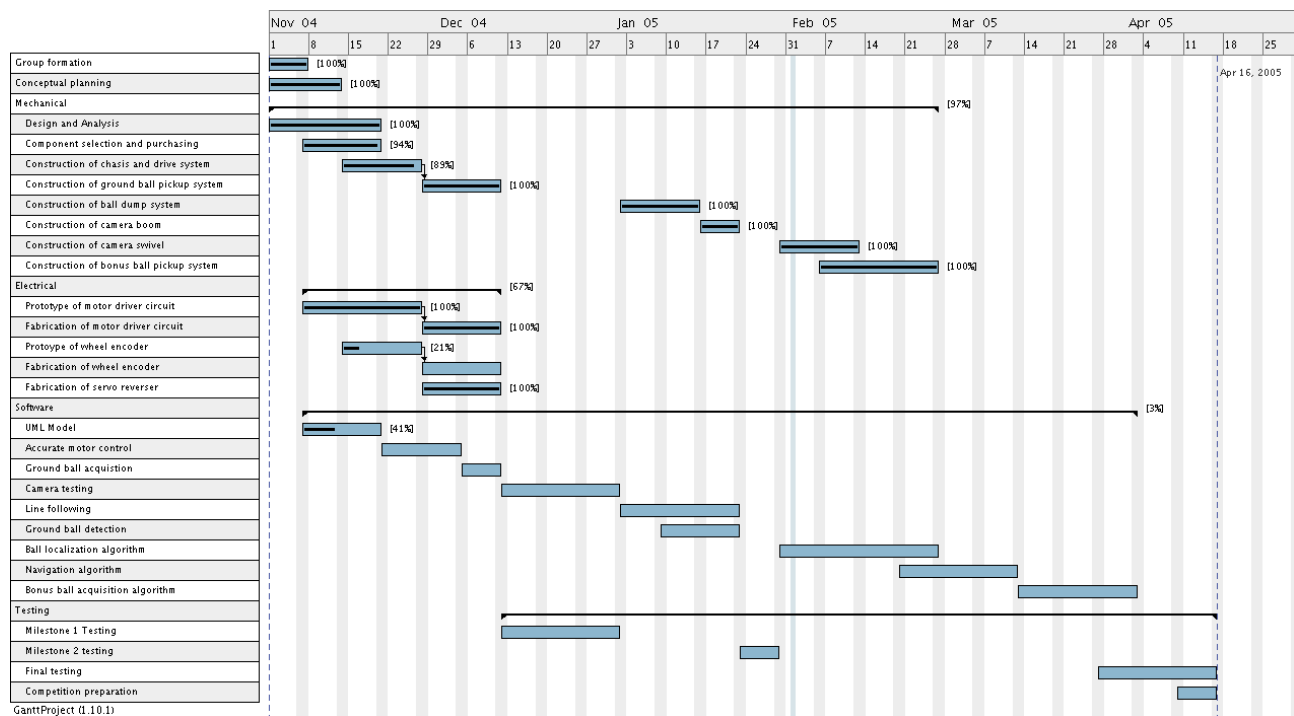 Nov 04 Dec 04 Jan 05 Feb 05 Mar 05 Apr 05
1 8 15 22 29 6 13 20 27 3 10 17 24 31 7 14 21 28 7 14 21 28 4 11 18 25
Apr 16, 2005
Group formation [100%]
Conceptual planning [100%]
Mechanical [97%]
Design and Analysis [100%]
Component selection and purchasing [94%]
Construction of chasis and drive system [89%]
Construction of ground ball pickup system [100%]
Construction of ball dump system [100%]
Construction of camera boom [100%]
Construction of camera swivel [100%]
Construction of bonus ball pickup system [100%]
Electrical [67%]
Prototype of motor driver circuit [100%]
Fabrication of motor driver circuit [100%]
Protoype of wheel encoder [21%]
Fabrication of wheel encoder
Fabrication of servo reverser [100%]
Software [3%]
UML Model [41%]
Accurate motor control
Ground ball acquistion
Camera testing
Line following
Ground ball detection
Ball localization algorithm
Navigation algorithm
Bonus ball acquisition algorithm
Testing
Milestone 1 Testing
Milestone 2 testing
Final testing
Competition preparation
GanttProject (1.10.1)